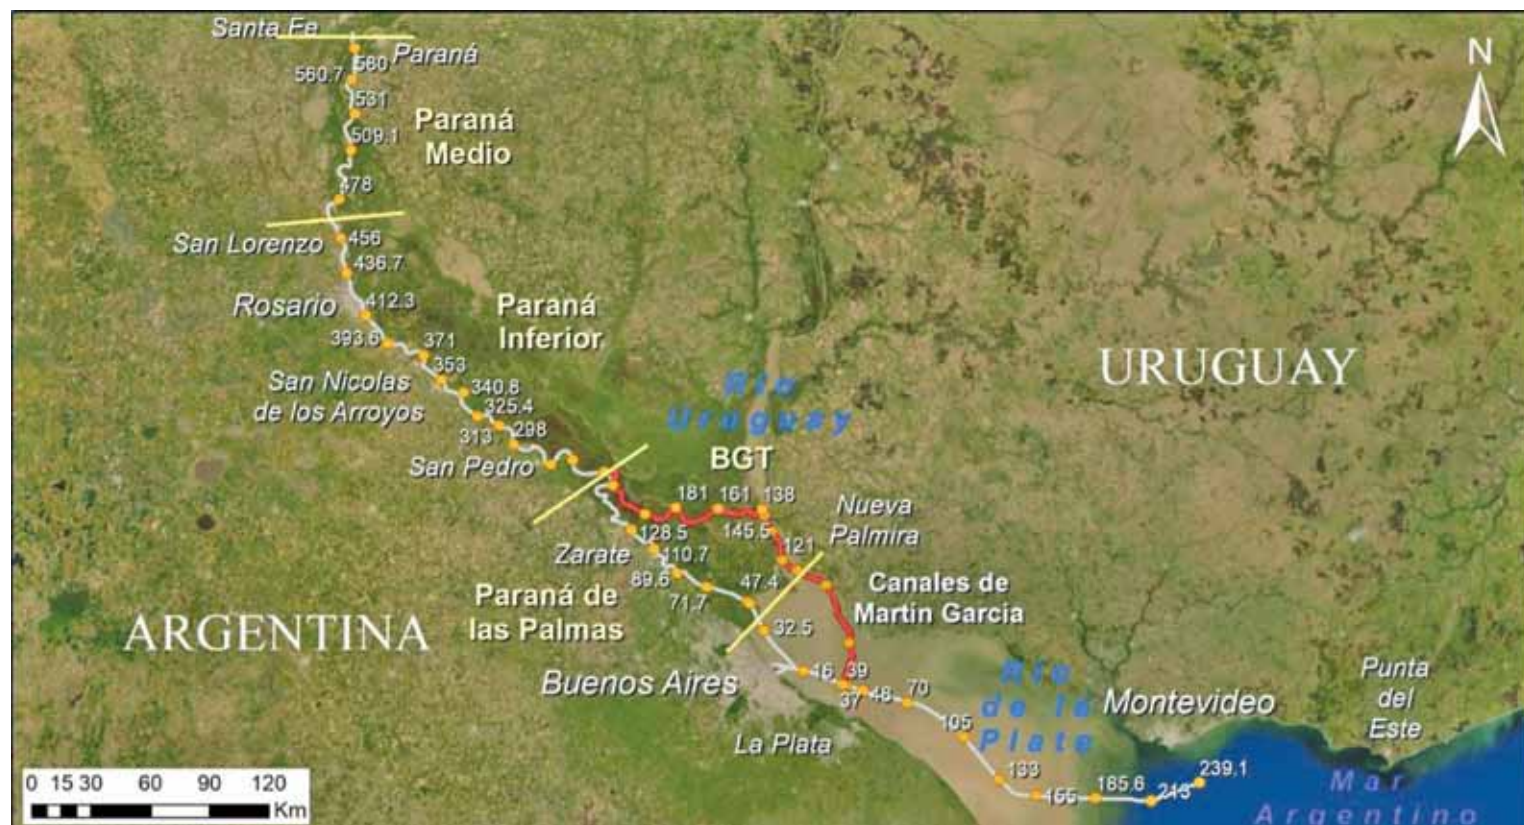 Santa Fe
Paraná
580
560.7
531
Paraná
Medio
509.1
478
San Lorenzo
456
436.7
Rosario
412.3
Paraná
Inferior
393.6
371
353
San Nicolas
de los Arroyos
340.8
325.4
313
298
San Pedro
URUGUAY
Río
Uruguay
BGT
181
161
138
145.5
Nueva
Palmira
128.5
121
Zarate
110.7
89.6
71.7
47.4
Canales de
Martin Garcia
Paraná de
las Palmas
32.5
ARGENTINA
Buenos Aires
16
39
37
48
70
La Plata
105
Río
de la
Plate
Montevideo
Punta
del
Este
133
155
185.6
213
239.1
Mar
Argentino
N
0 15 30 60 90 120
Km